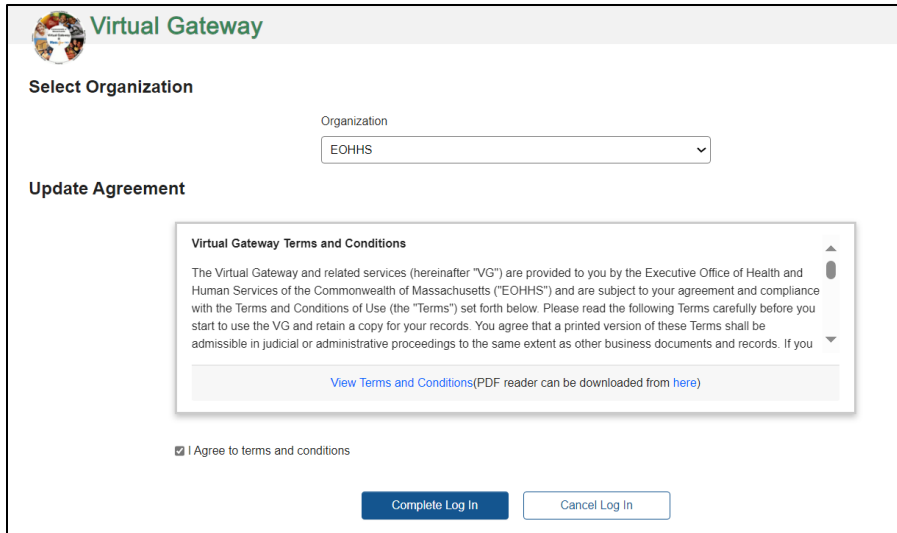 Virtual Gateway
Select Organization
Organization
EOHHS
Update Agreement
Virtual Gateway Terms and Conditions
The Virtual Gateway and related services (hereinafter "VG") are provided to you by the Executive Office of Health and
Human Services of the Commonwealth of Massachusetts ("EOHHS") and are subject to your agreement and compliance
with the Terms and Conditions of Use (the "Terms") set forth below. Please read the following Terms carefully before you
start to use the VG and retain a copy for your records. You agree that a printed version of these Terms shall be
admissible in judicial or administrative proceedings to the same extent as other business documents and records. If you
View Terms and Conditions(PDF reader can be downloaded from here)
I Agree to terms and conditions
Complete Log In
Cancel Log In